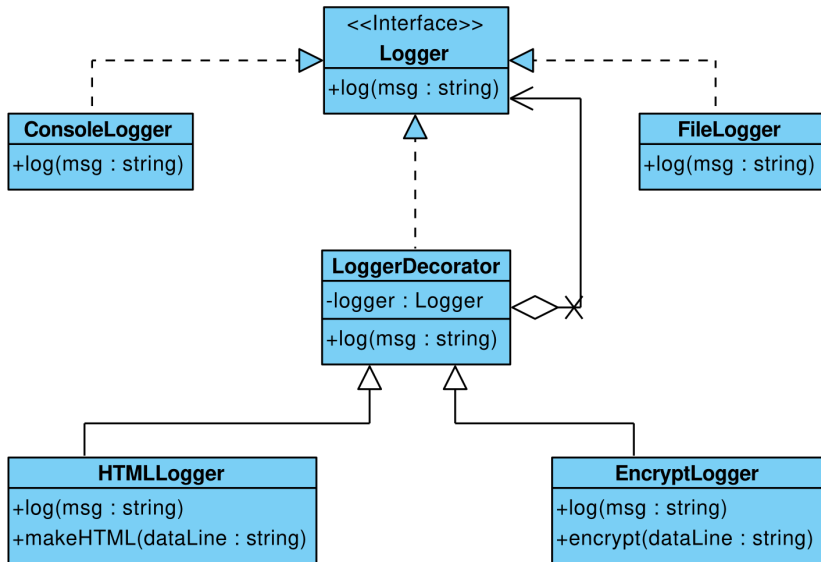 <<Interface>>
Logger
+log(msg : string)
ConsoleLogger
+log(msg : string)
FileLogger
+log(msg : string)
LoggerDecorator
-logger : Logger
+log(msg : string)
HTMLLogger
+log(msg : string)
+makeHTML(dataLine : string)
EncryptLogger
+log(msg : string)
+encrypt(dataLine : string)